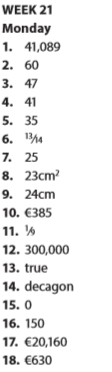 WEEK 21
Monday
1. 41,089
2. 60
3. 47
4. 41
5. 35
6. 13/14
7. 25
8. 23cm²
9. 24cm
10. €385
11. 1/9
12. 300,000
13. true
14. decagon
15. 0
16. 150
17. €20,160
18. €630